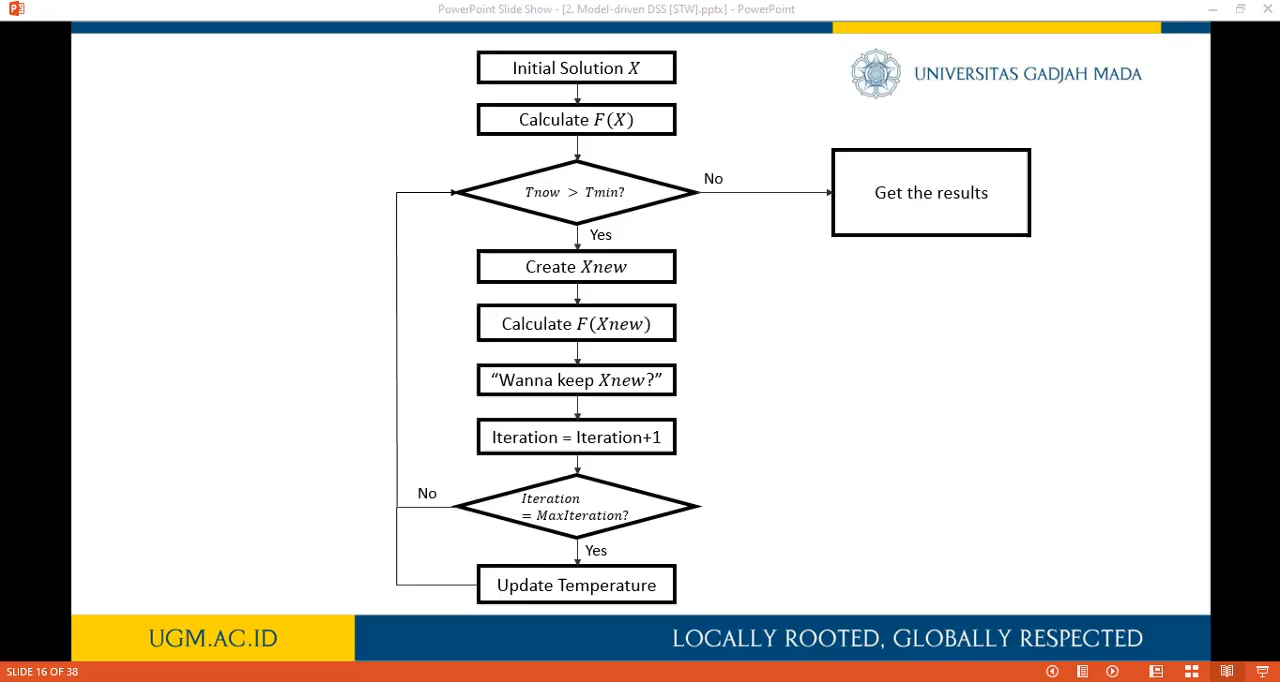 PowerPoint Slide Show - [2. Model-driven DSS [STW].pptx] - PowerPoint
UNIVERSITAS GADJAH MADA
Initial Solution X
Calculate F(X)
Tnow > Tmin?
No
Get the results
Yes
Create Xnew
Calculate F(Xnew)
“Wanna keep Xnew?”
Iteration = Iteration+1
No
Iteration
= MaxIteration?
Yes
Update Temperature
UGM.AC.ID
LOCALLY ROOTED, GLOBALLY RESPECTED
SLIDE 16 OF 38